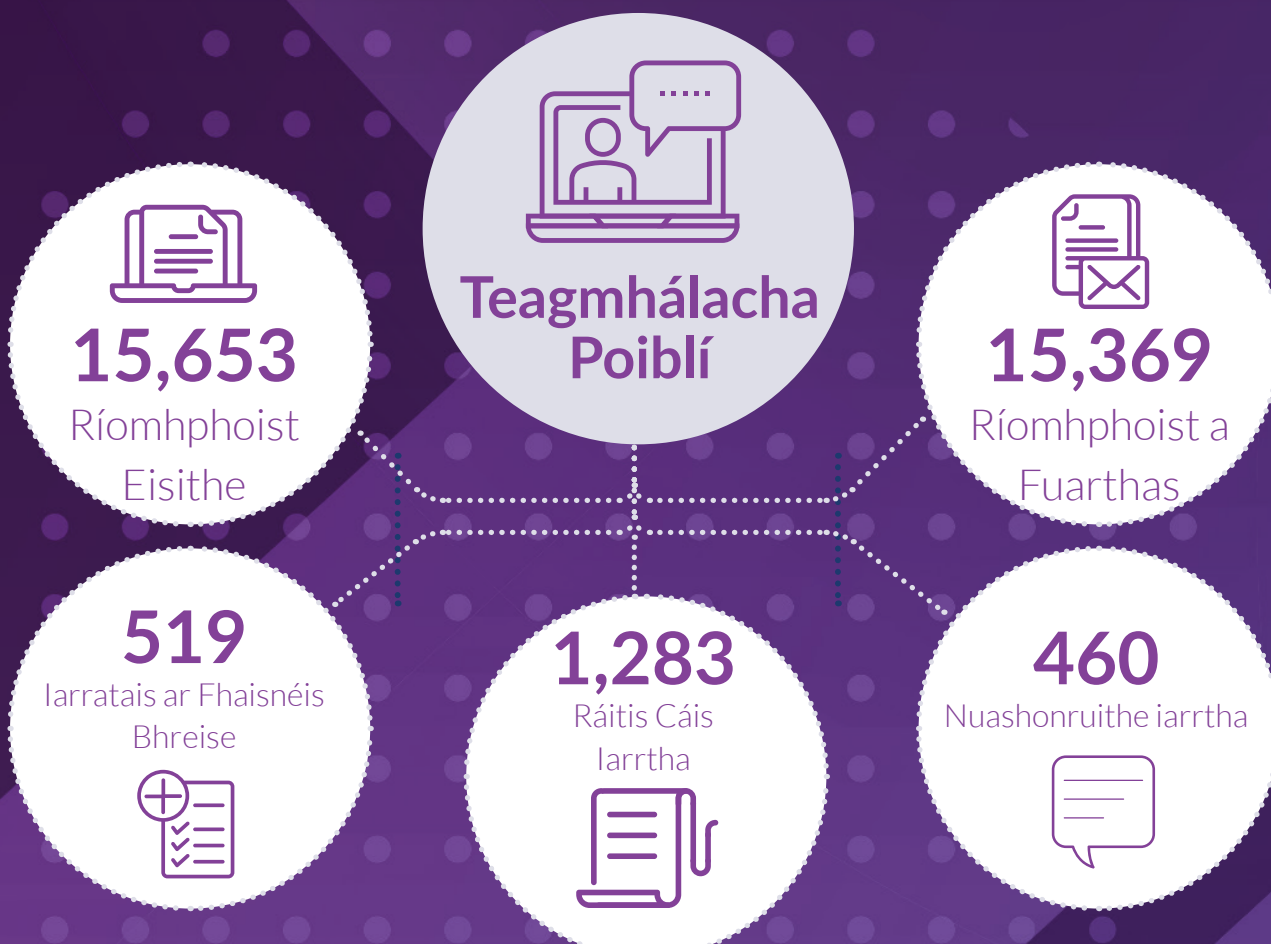 Teagmhálacha
Poiblí
15,653
Ríomhphoist
Eisithe
15,369
Ríomhphoist a
Fuarthas
519
Iarratais ar Fhaisnéis
Bhreise
1,283
Ráitis Cáis
Iarrtha
460
Nuashonruithe iarrtha